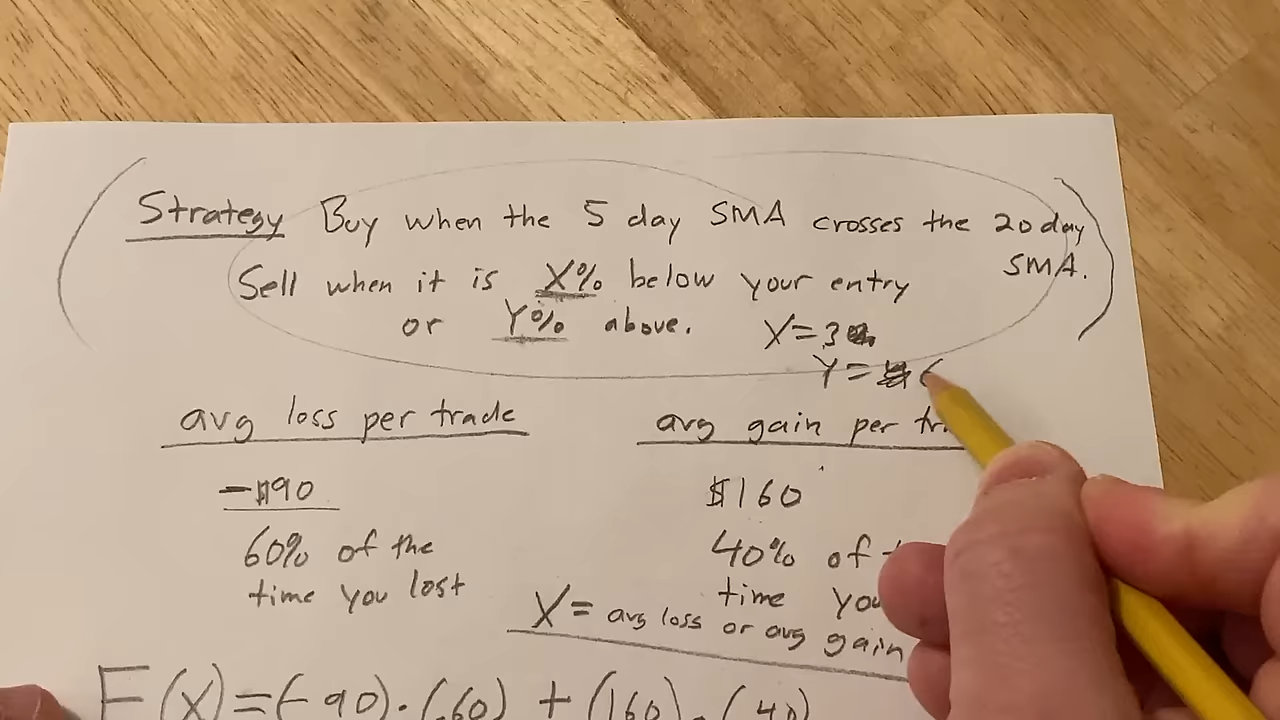 Strategy Buy when the 5 day SMA crosses the 20 day
SMA.
Sell when it is X% below your entry
or Y% above.
X=3
Y= 6
avg loss per trade
avg gain per
-$90
$160
60% of the
time you lost
40% of
time you
X= avg loss or avg gain
E(X)=(-90)·(.60) + (160)·(.40)